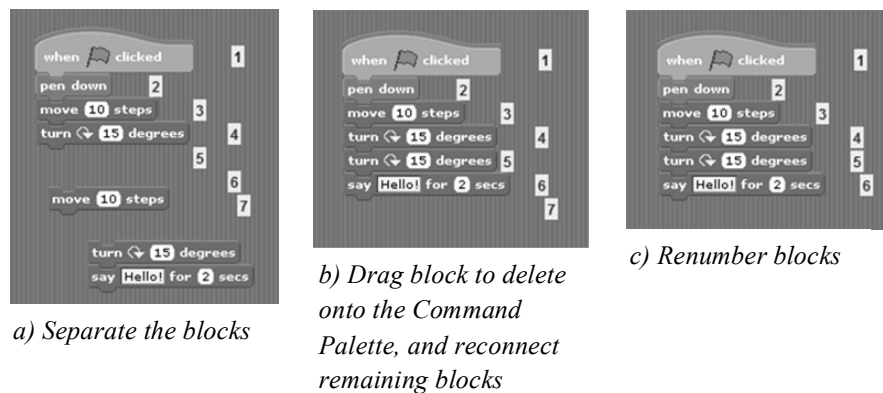 when clicked 1
pen down 2
move 10 steps 3
turn 15 degrees 4
5
6
move 10 steps 7
turn 15 degrees
say Hello! for 2 secs
a) Separate the blocks
when clicked 1
pen down 2
move 10 steps 3
turn 15 degrees 4
turn 15 degrees 5
say Hello! for 2 secs 6
7
b) Drag block to delete
onto the Command
Palette, and reconnect
remaining blocks
when clicked 1
pen down 2
move 10 steps 3
turn 15 degrees 4
turn 15 degrees 5
say Hello! for 2 secs 6
c) Renumber blocks